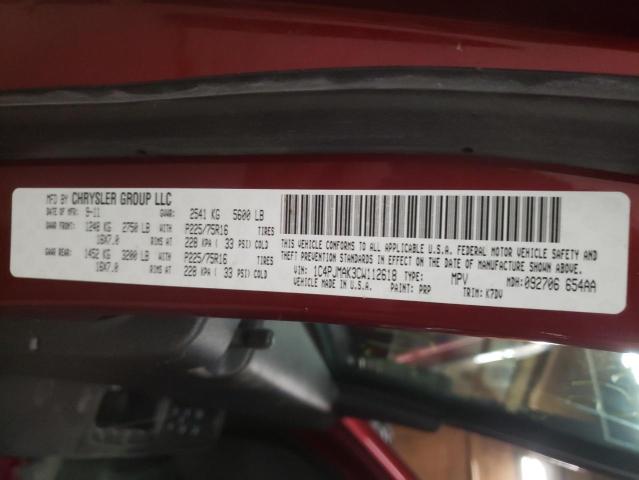 MFD BY CHRYSLER GROUP LLC
DATE OF MFR: 9-11 GVWR: 2541 KG 5600 LB
GAWR FRONT: 1248 KG 2750 LB WITH P225/75R16 TIRES
16X7.0 RIMS AT 228 KPA ( 33 PSI) COLD
GAWR REAR: 1452 KG 3200 LB WITH P225/75R16 TIRES
16X7.0 RIMS AT 228 KPA ( 33 PSI) COLD
THIS VEHICLE CONFORMS TO ALL APPLICABLE U.S.A. FEDERAL MOTOR VEHICLE SAFETY AND
THEFT PREVENTION STANDARDS IN EFFECT ON THE DATE OF MANUFACTURE SHOWN ABOVE.
VIN: 1C4PJMAK3CW112618 TYPE: MPV MDH: 092706 654AA
VEHICLE MADE IN U.S.A. PAINT: PRP TRIM: K7DV